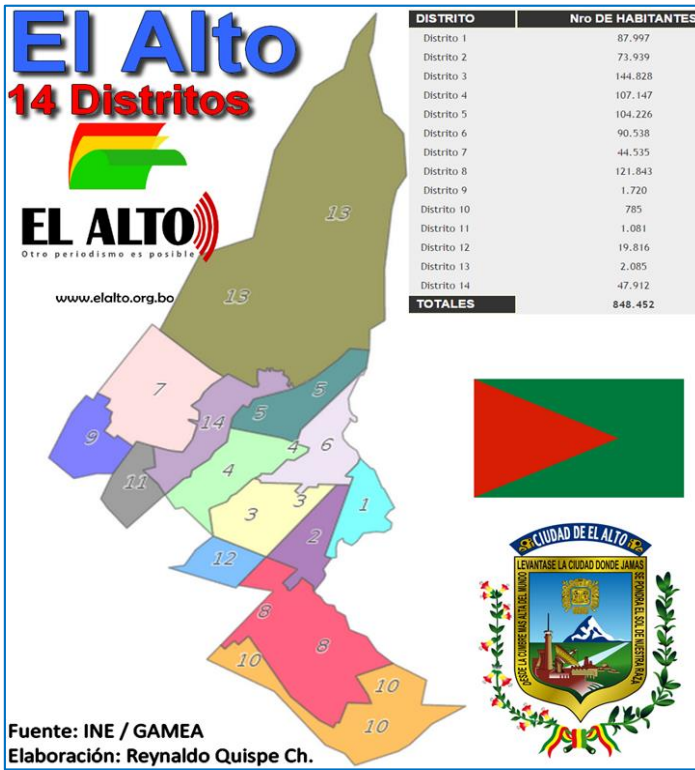 El Alto
14 Distritos
EL ALTO
Otro periodismo es posible
www.elalto.org.bo
DISTRITO Nro DE HABITANTES
Distrito 1 87.997
Distrito 2 73.939
Distrito 3 144.828
Distrito 4 107.147
Distrito 5 104.226
Distrito 6 90.538
Distrito 7 44.535
Distrito 8 121.843
Distrito 9 1.720
Distrito 10 785
Distrito 11 1.081
Distrito 12 19.816
Distrito 13 2.085
Distrito 14 47.912
TOTALES 848.452
13
13
7
5
5
14
6
4
4
9
11
3
3
1
2
12
8
8
10
10
10
CIUDAD DE EL ALTO
LEVANTASE LA CIUDAD DONDE JAMAS
SE PONDRA EL SOL DE NUESTRA RAZA
DESDE LA CUMBRE MAS ALTA DEL MUNDO
Fuente: INE / GAMEA
Elaboración: Reynaldo Quispe Ch.